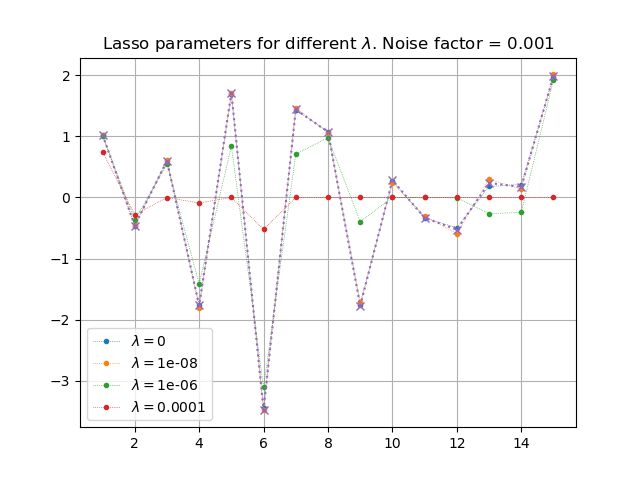 Lasso parameters for different λ. Noise factor = 0.001
2
1
0
−1
−2
−3
λ = 0
λ = 1e-08
λ = 1e-06
λ = 0.0001
2 4 6 8 10 12 14